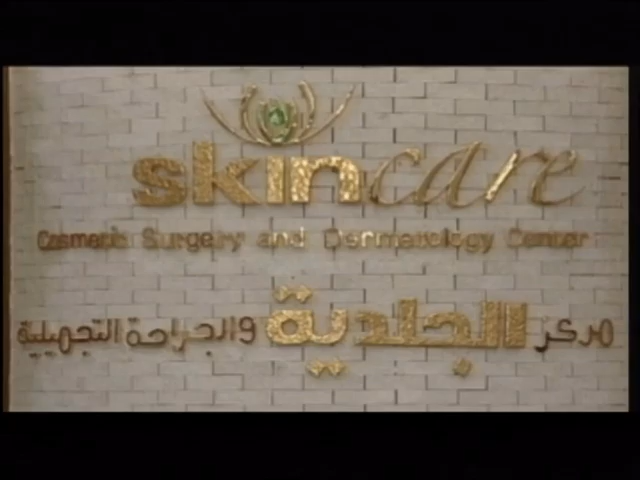 skincare
Cosmetic Surgery and Dermatology Center
مركز الجلدية والجراحة التجميلية